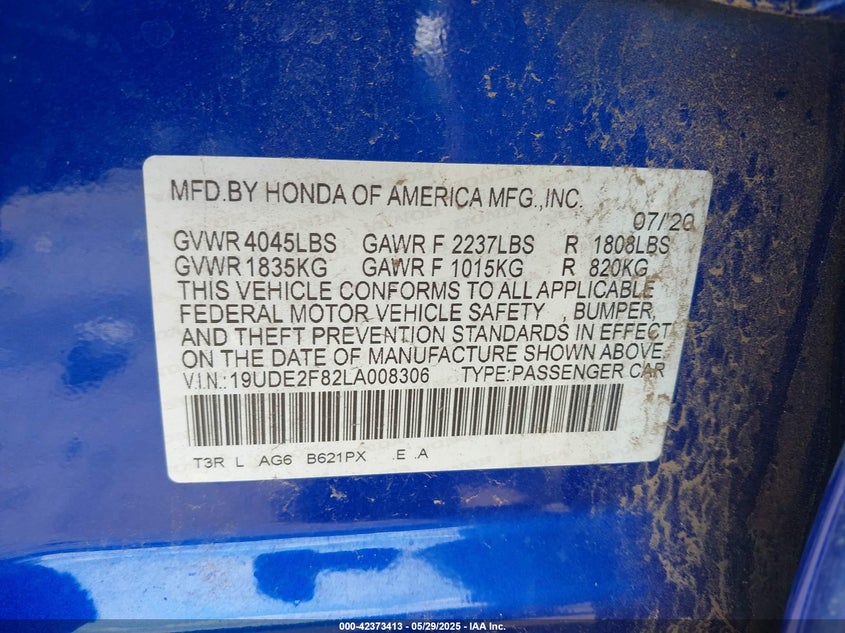 MFD.BY HONDA OF AMERICA MFG.,INC.
07/20
GVWR 4045LBS GAWR F 2237LBS R 1808LBS
GVWR 1835KG GAWR F 1015KG R 820KG
THIS VEHICLE CONFORMS TO ALL APPLICABLE
FEDERAL MOTOR VEHICLE SAFETY , BUMPER,
AND THEFT PREVENTION STANDARDS IN EFFECT
ON THE DATE OF MANUFACTURE SHOWN ABOVE.
V.I.N.: 19UDE2F82LA008306 TYPE:PASSENGER CAR
T3R L AG6 B621PX .E .A
000-42373413 - 05/29/2025 - IAA Inc.